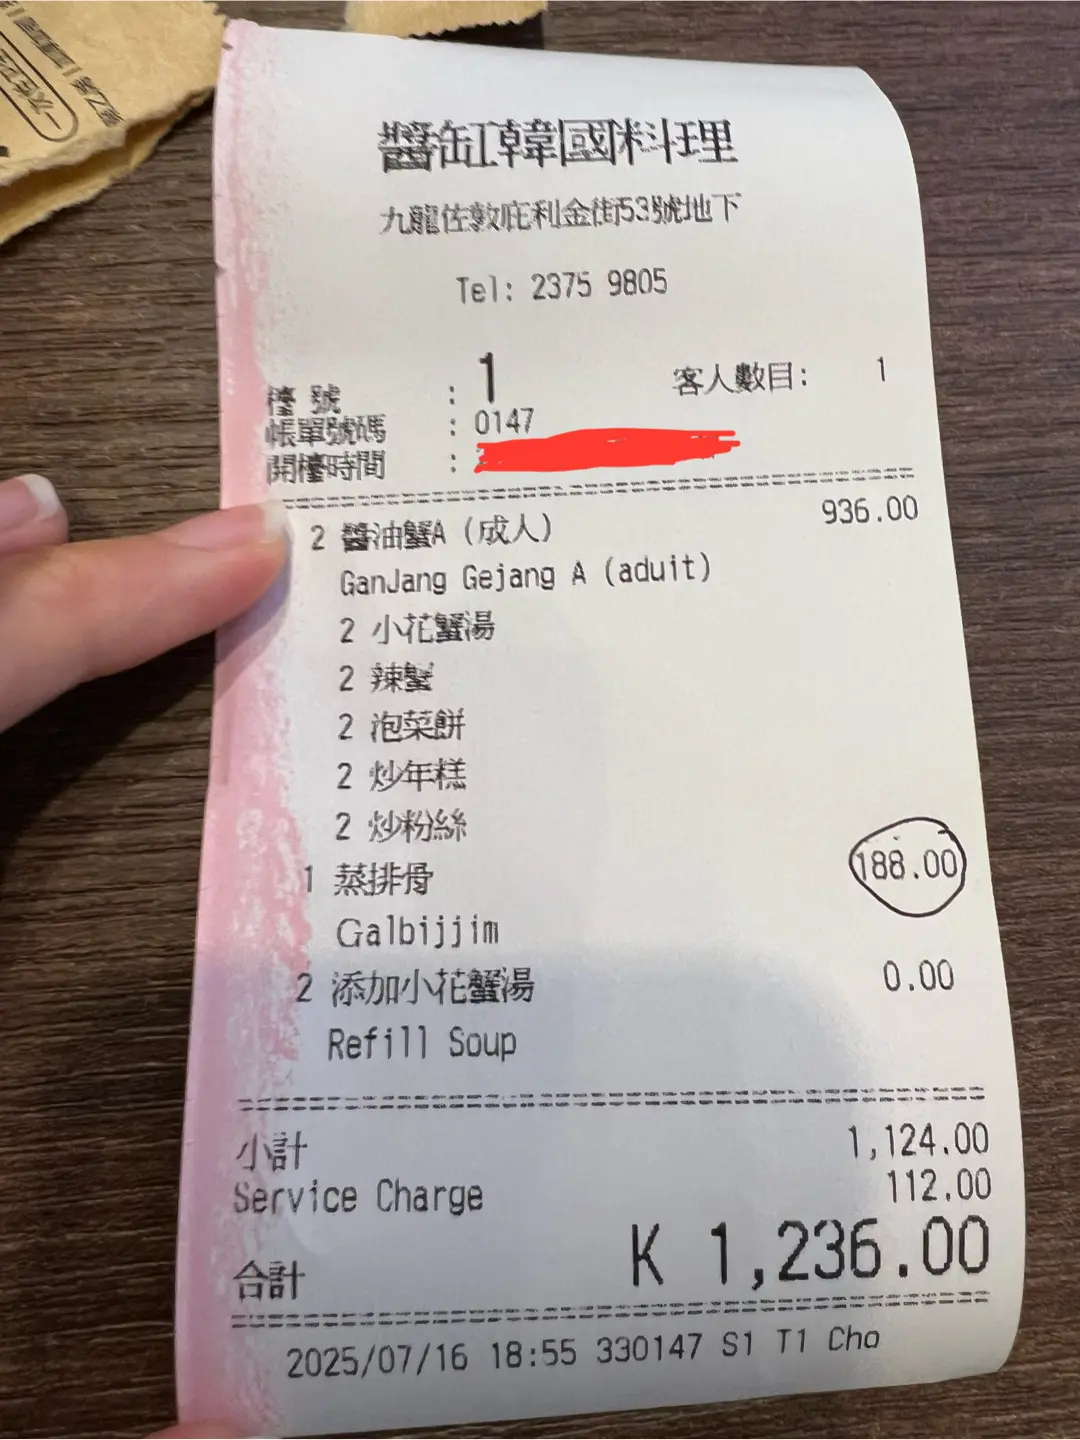 醬缸韓國料理
九龍佐敦庇利金街53號地下
Tel: 2375 9805
檯 號 : 1 客人數目: 1
帳單號碼 : 0147
開檯時間 :
2 醬油蟹A (成人) 936.00
GanJang Gejang A (aduit)
2 小花蟹湯
2 辣蟹
2 泡菜餅
2 炒年糕
2 炒粉絲
1 蒸排骨 188.00
Galbijjim
2 添加小花蟹湯 0.00
Refill Soup
小計 1,124.00
Service Charge 112.00
合計 K 1,236.00
2025/07/16 18:55 330147 S1 T1 Cha